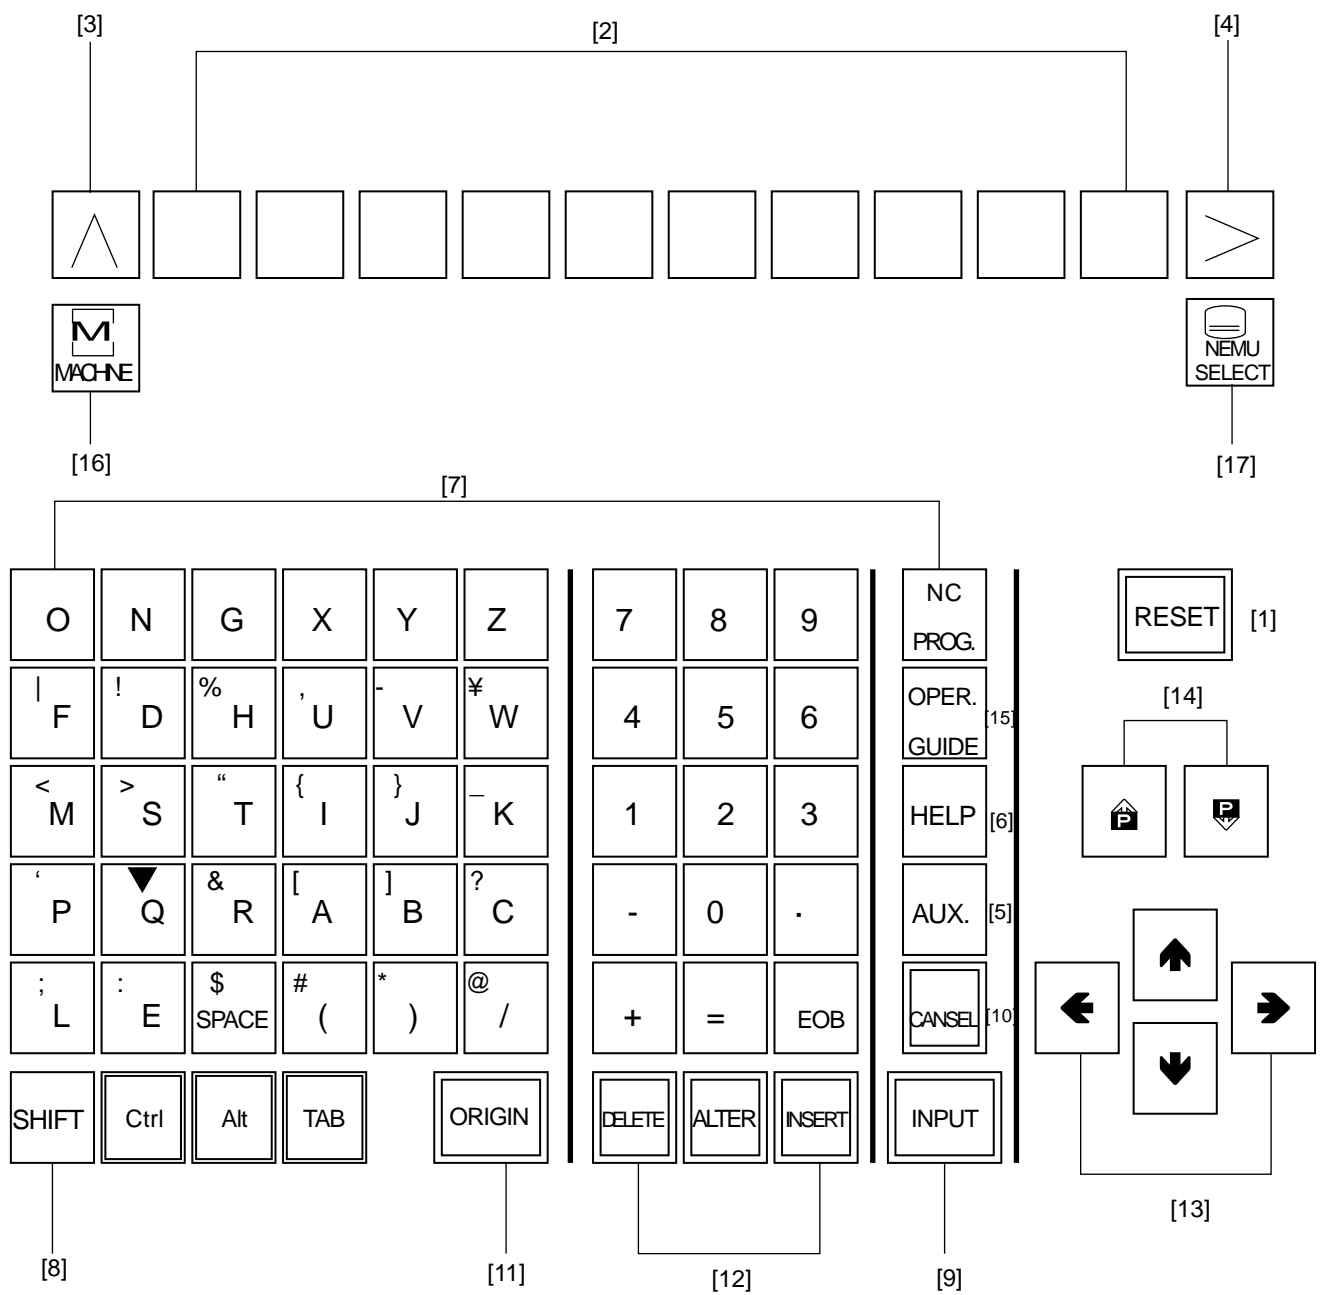 [3] [2] [4]
M
MACHNE
NEMU
SELECT
[16] [17]
[7]
O N G X Y Z 7 8 9 NC
PROG.
RESET [1]
| F ! D % H , U - V ¥ W 4 5 6 OPER.
GUIDE
[15] [14]
< M > S “ T { I } J _ K 1 2 3 HELP [6] P P
‘ P ▼ Q & R [ A ] B ? C - 0 . AUX. [5]
; L : E $ SPACE # ( * ) @ / + = EOB CANSEL [10]
SHIFT Ctrl Alt TAB ORIGIN DELETE ALTER INSERT INPUT
[13]
[8] [11] [12] [9]